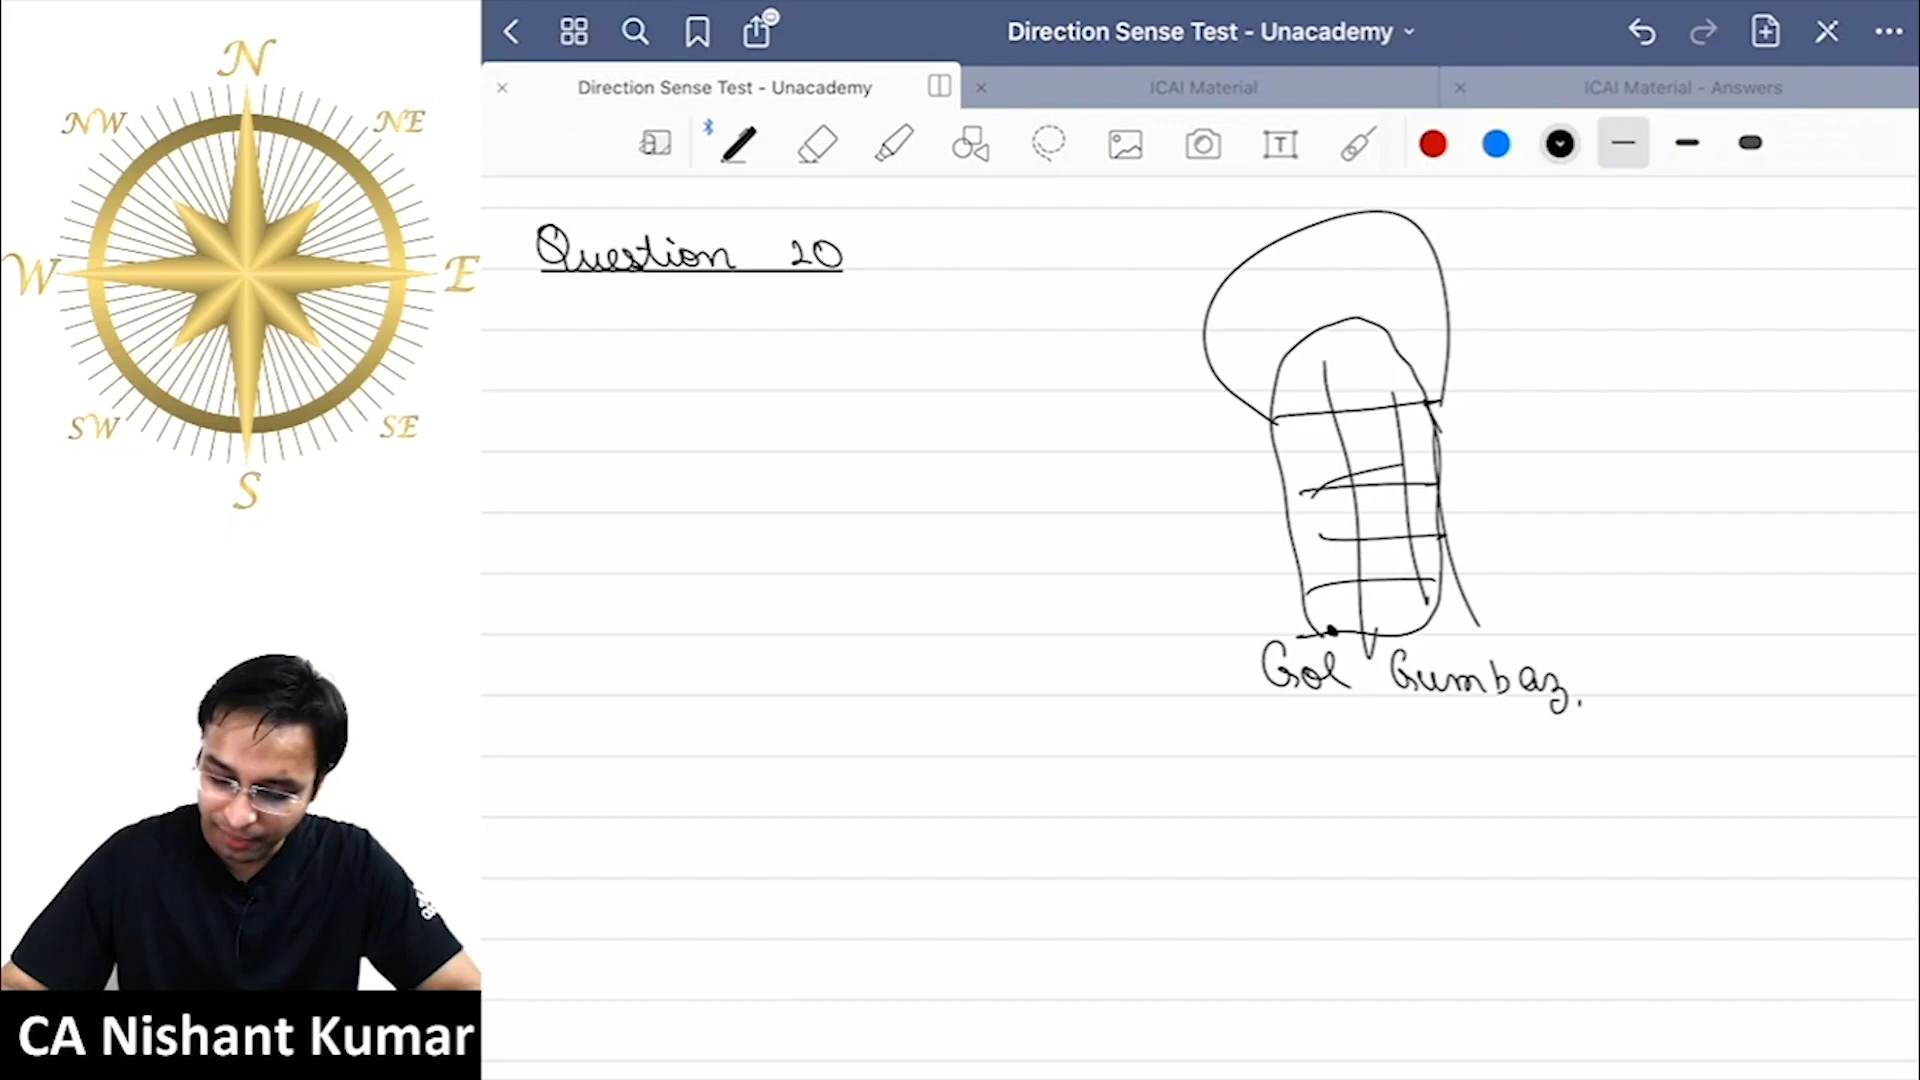 N
NW NE
W E
SW SE
S
CA Nishant Kumar
Direction Sense Test - Unacademy
Direction Sense Test - Unacademy ICAI Material ICAI Material - Answers
T
Question 20
Gol Gumbaz.